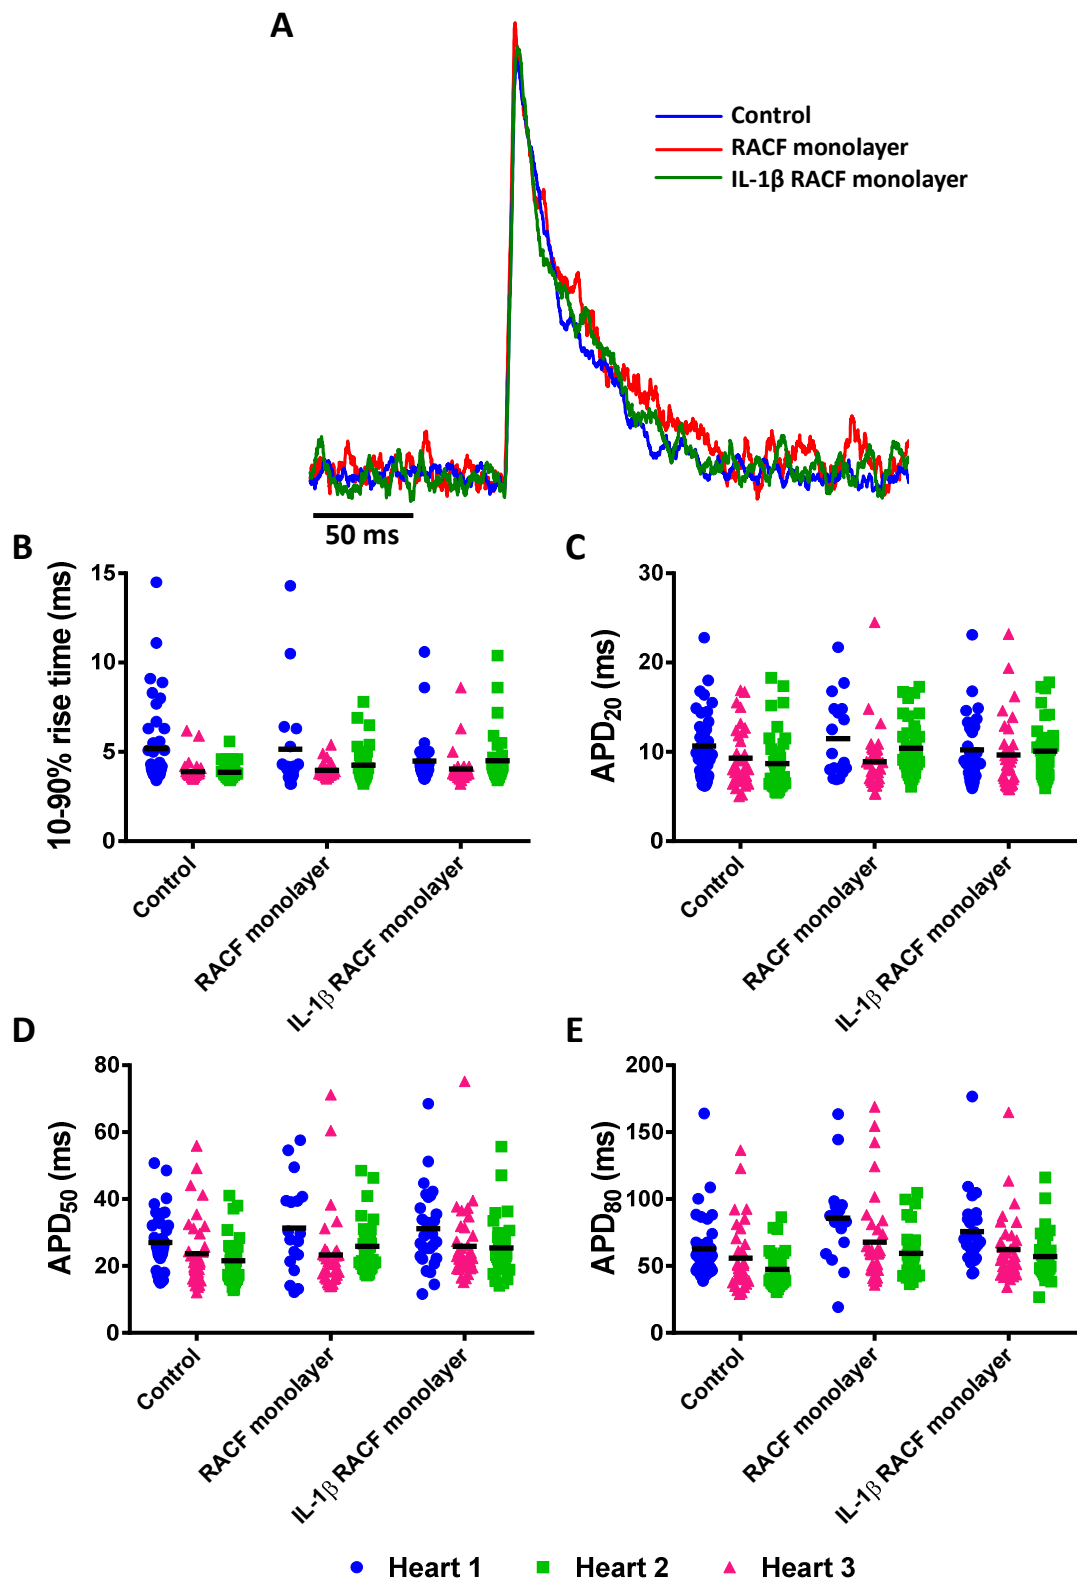 A
Control
RACF monolayer
IL-1β RACF monolayer
50 ms
B
10-90% rise time (ms)
15
10
5
0
Control
RACF monolayer
IL-1β RACF monolayer
C
APD20 (ms)
30
20
10
0
Control
RACF monolayer
IL-1β RACF monolayer
D
APD50 (ms)
80
60
40
20
0
Control
RACF monolayer
IL-1β RACF monolayer
E
APD80 (ms)
200
150
100
50
0
Control
RACF monolayer
IL-1β RACF monolayer
Heart 1 Heart 2 Heart 3